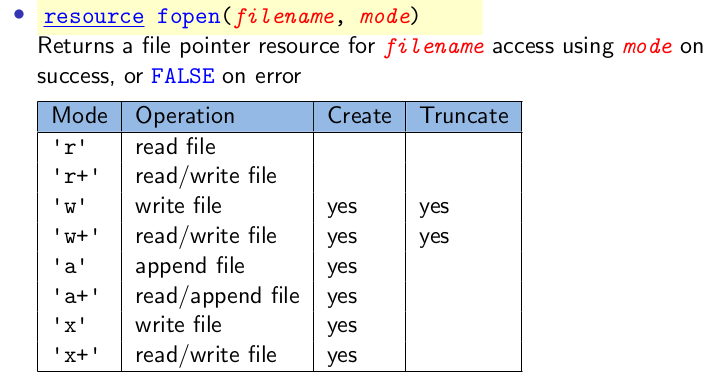 • resource fopen(filename, mode)
Returns a file pointer resource for filename access using mode on
success, or FALSE on error
Mode Operation Create Truncate
'r' read file
'r+' read/write file
'w' write file yes yes
'w+' read/write file yes yes
'a' append file yes
'a+' read/append file yes
'x' write file yes
'x+' read/write file yes